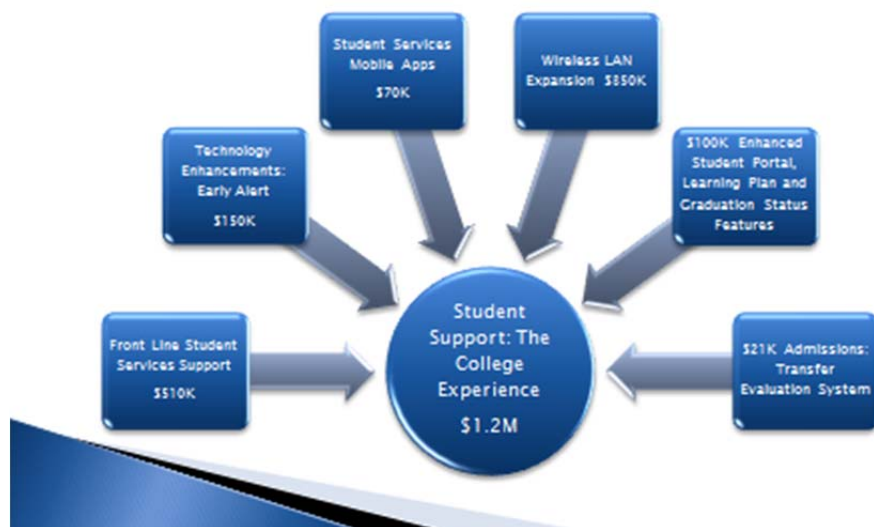 Student Services
Mobile Apps
$70K
Wireless LAN
Expansion $850K
Technology
Enhancements:
Early Alert
$150K
$100K Enhanced
Student Portal,
Learning Plan and
Graduation Status
Features
Front Line Student
Services Support
$510K
Student
Support: The
College
Experience
$1.2M
$21K Admissions:
Transfer
Evaluation System